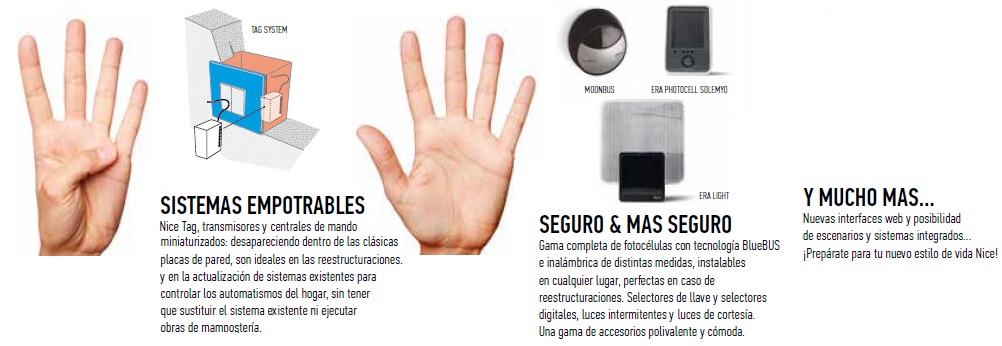 TAG SYSTEM
SISTEMAS EMPOTRABLES
Nice Tag, transmisores y centrales de mando
miniaturizados: desapareciendo dentro de las clásicas
placas de pared, son ideales en las reestructuraciones.
y en la actualización de sistemas existentes para
controlar los automatismos del hogar, sin tener
que sustituir el sistema existente ni ejecutar
obras de mampostería.
MOONBUS
ERA PHOTOCELL SOLEMYO
ERA LIGHT
SEGURO & MAS SEGURO
Gama completa de fotocélulas con tecnología BlueBUS
e inalámbrica de distintas medidas, instalables
en cualquier lugar, perfectas en caso de
reestructuraciones. Selectores de llave y selectores
digitales, luces intermitentes y luces de cortesía.
Una gama de accesorios polivalente y cómoda.
Y MUCHO MAS...
Nuevas interfaces web y posibilidad
de escenarios y sistemas integrados...
¡Prepárate para tu nuevo estilo de vida Nice!